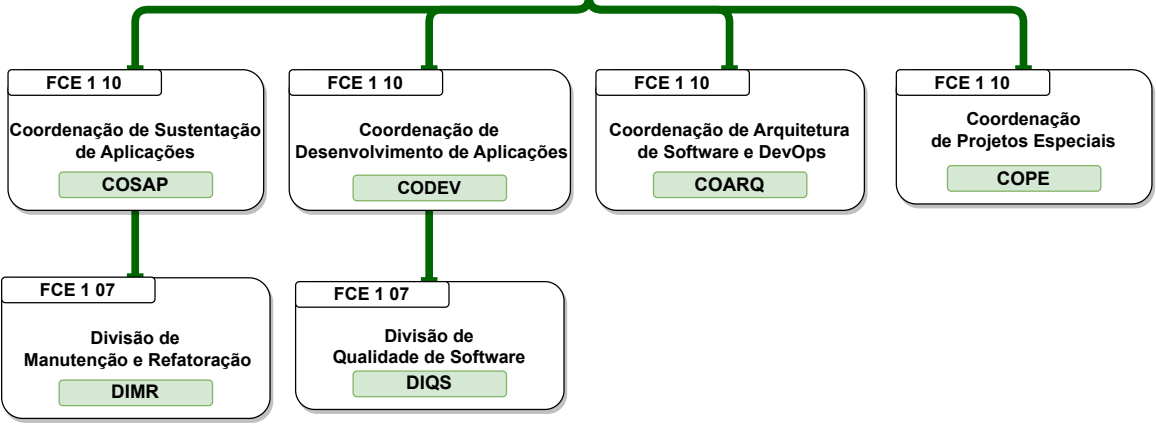 FCE 1 10
Coordenação de Sustentação
de Aplicações
COSAP
FCE 1 10
Coordenação de
Desenvolvimento de Aplicações
CODEV
FCE 1 10
Coordenação de Arquitetura
de Software e DevOps
COARQ
FCE 1 10
Coordenação
de Projetos Especiais
COPE
FCE 1 07
Divisão de
Manutenção e Refatoração
DIMR
FCE 1 07
Divisão de
Qualidade de Software
DIQS